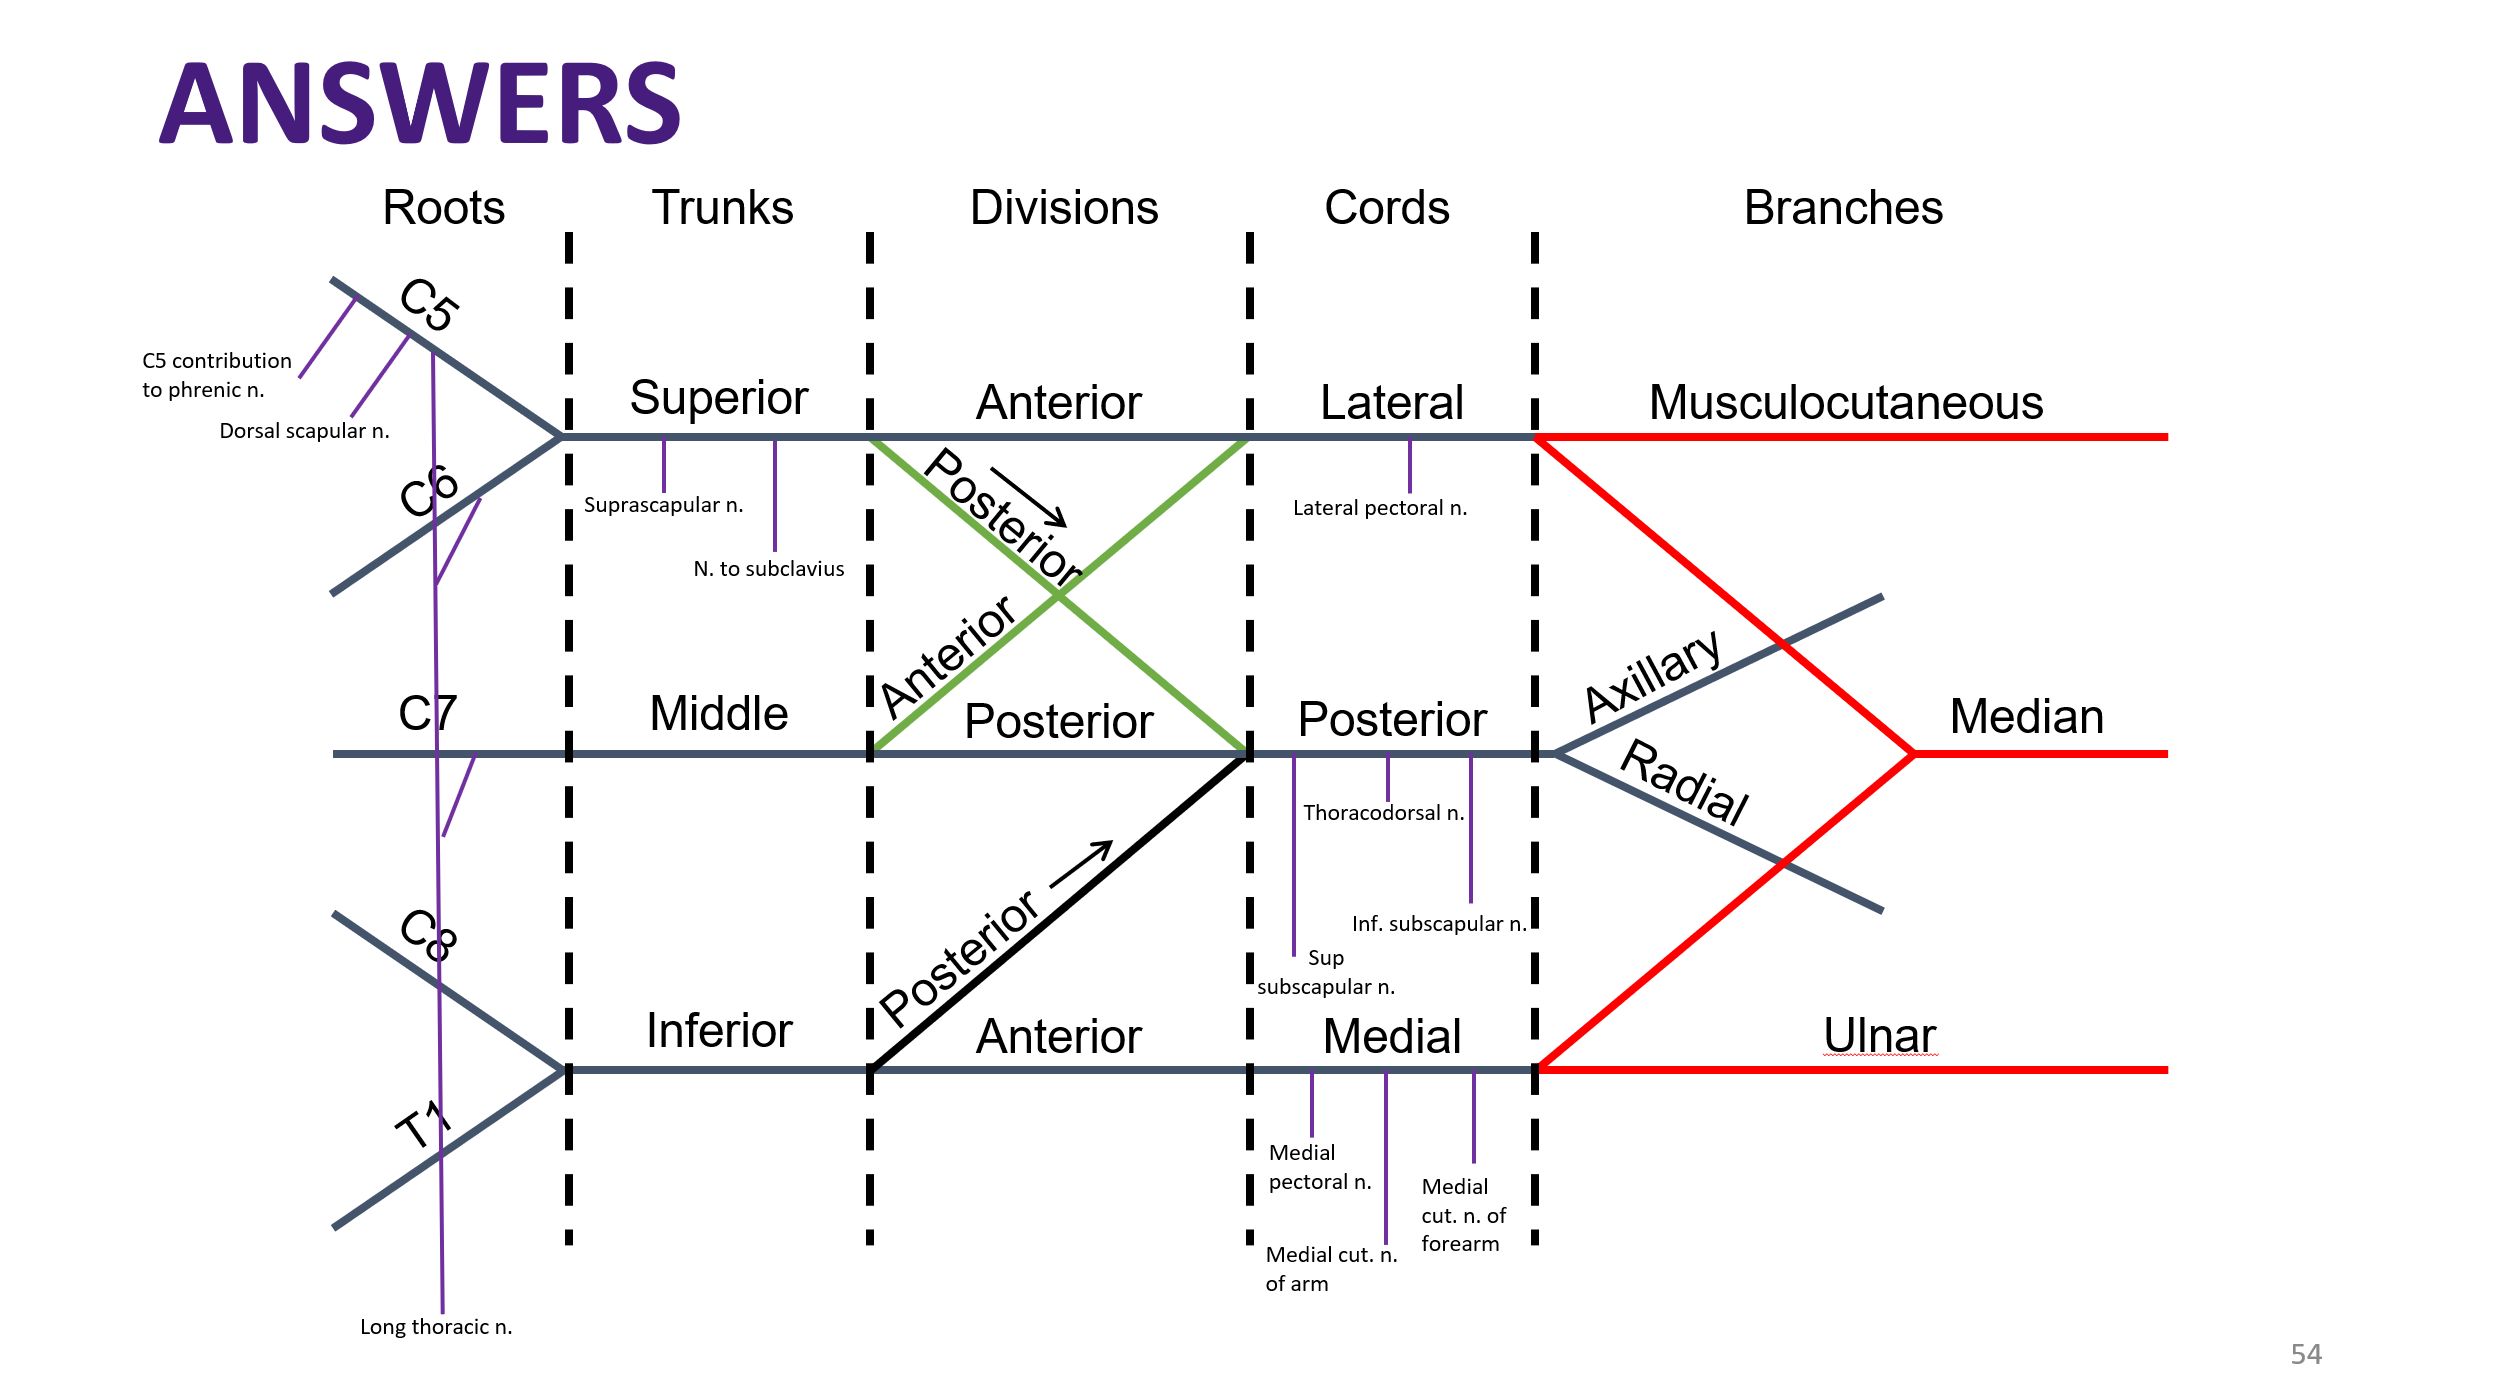 ANSWERS
Roots
Trunks
Divisions
Cords
Branches
C5
C5 contribution
to phrenic n.
Dorsal scapular n.
C6
Superior
Anterior
Lateral
Musculocutaneous
Suprascapular n.
N. to subclavius
Posterior
Lateral pectoral n.
Anterior
Axillary
C7
Middle
Posterior
Posterior
Median
Radial
Thoracodorsal n.
Inf. subscapular n.
Sup
subscapular n.
C8
Posterior
Inferior
Anterior
Medial
Ulnar
T1
Medial
pectoral n.
Medial cut. n.
of arm
Medial
cut. n. of
forearm
Long thoracic n.
54